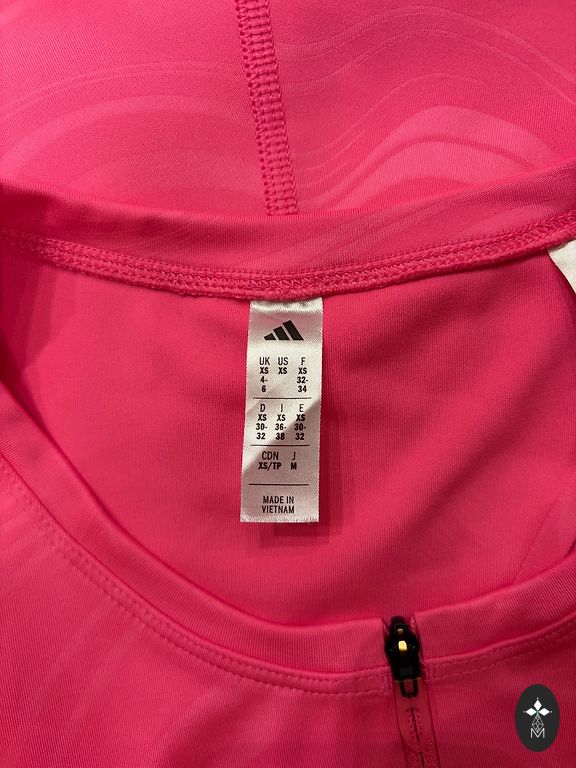 UK US F
XS XS XS
4- 32-
6 34
D I E
XS XS XS
30- 36- 30-
32 38 32
CDN J
XS/TP M
MADE IN
VIETNAM
M